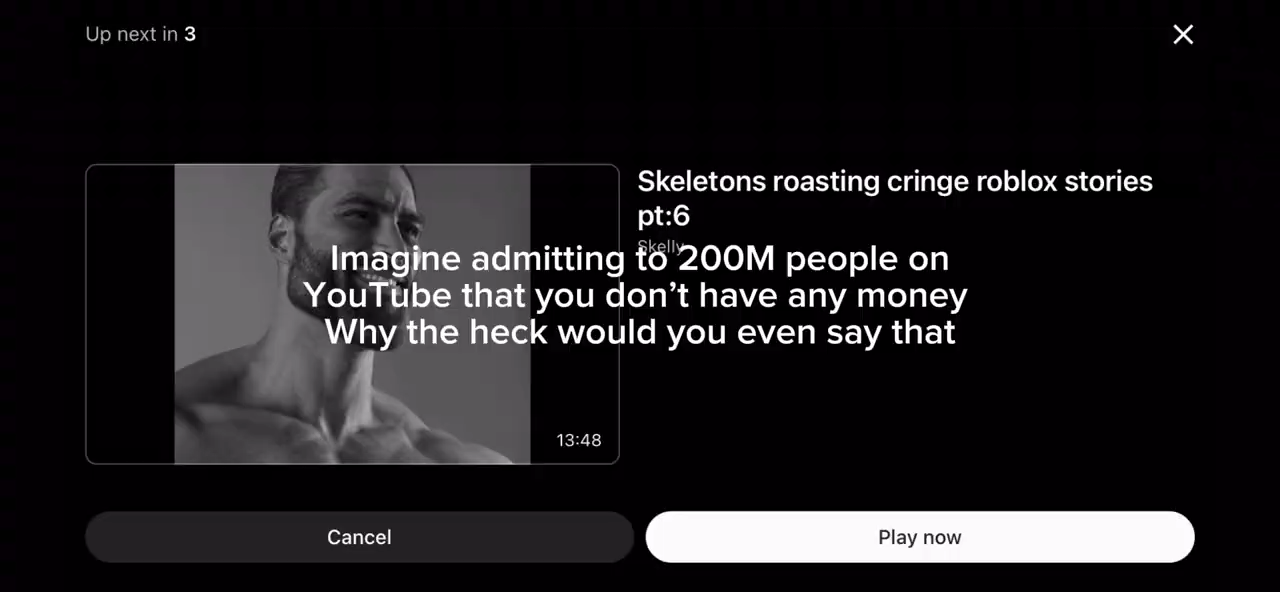 Up next in 3
Skeletons roasting cringe roblox stories
pt:6
Skelly
Imagine admitting to 200M people on
YouTube that you don’t have any money
Why the heck would you even say that
13:48
Cancel
Play now